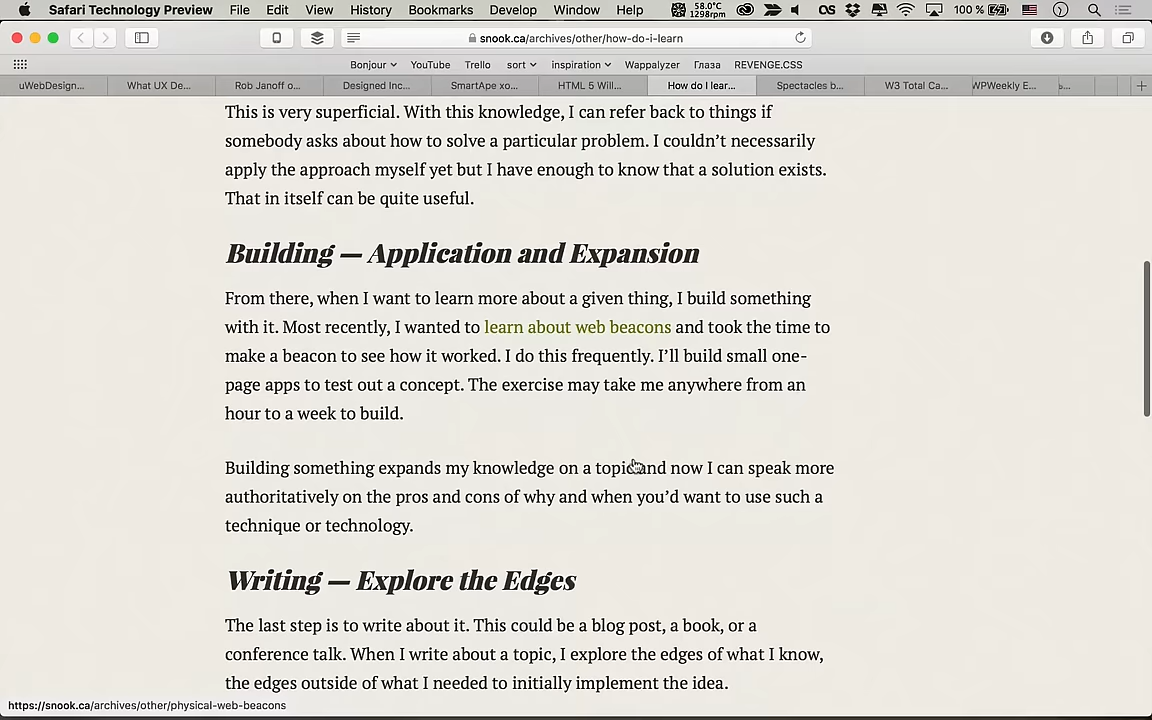 Safari Technology Preview File Edit View History Bookmarks Develop Window Help 58.0°C 1298rpm OS 100 %
snook.ca/archives/other/how-do-i-learn
Bonjour YouTube Trello sort inspiration Wappalyzer Глаза REVENGE.CSS
uWebDesign... What UX De... Rob Janoff o... Designed Inc... SmartApe xo... HTML 5 Will... How do I lear... Spectacles b... W3 Total Ca... WPWeekly E...
This is very superficial. With this knowledge, I can refer back to things if
somebody asks about how to solve a particular problem. I couldn’t necessarily
apply the approach myself yet but I have enough to know that a solution exists.
That in itself can be quite useful.
Building — Application and Expansion
From there, when I want to learn more about a given thing, I build something
with it. Most recently, I wanted to learn about web beacons and took the time to
make a beacon to see how it worked. I do this frequently. I’ll build small one-
page apps to test out a concept. The exercise may take me anywhere from an
hour to a week to build.
Building something expands my knowledge on a topic and now I can speak more
authoritatively on the pros and cons of why and when you’d want to use such a
technique or technology.
Writing — Explore the Edges
The last step is to write about it. This could be a blog post, a book, or a
conference talk. When I write about a topic, I explore the edges of what I know,
the edges outside of what I needed to initially implement the idea.
https://snook.ca/archives/other/physical-web-beacons